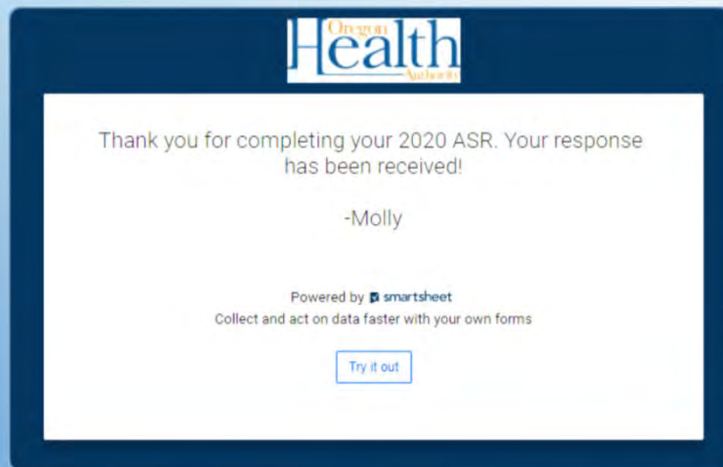 Oregon
Health
Authority
Thank you for completing your 2020 ASR. Your response
has been received!
-Molly
Powered by smartsheet
Collect and act on data faster with your own forms
Try it out